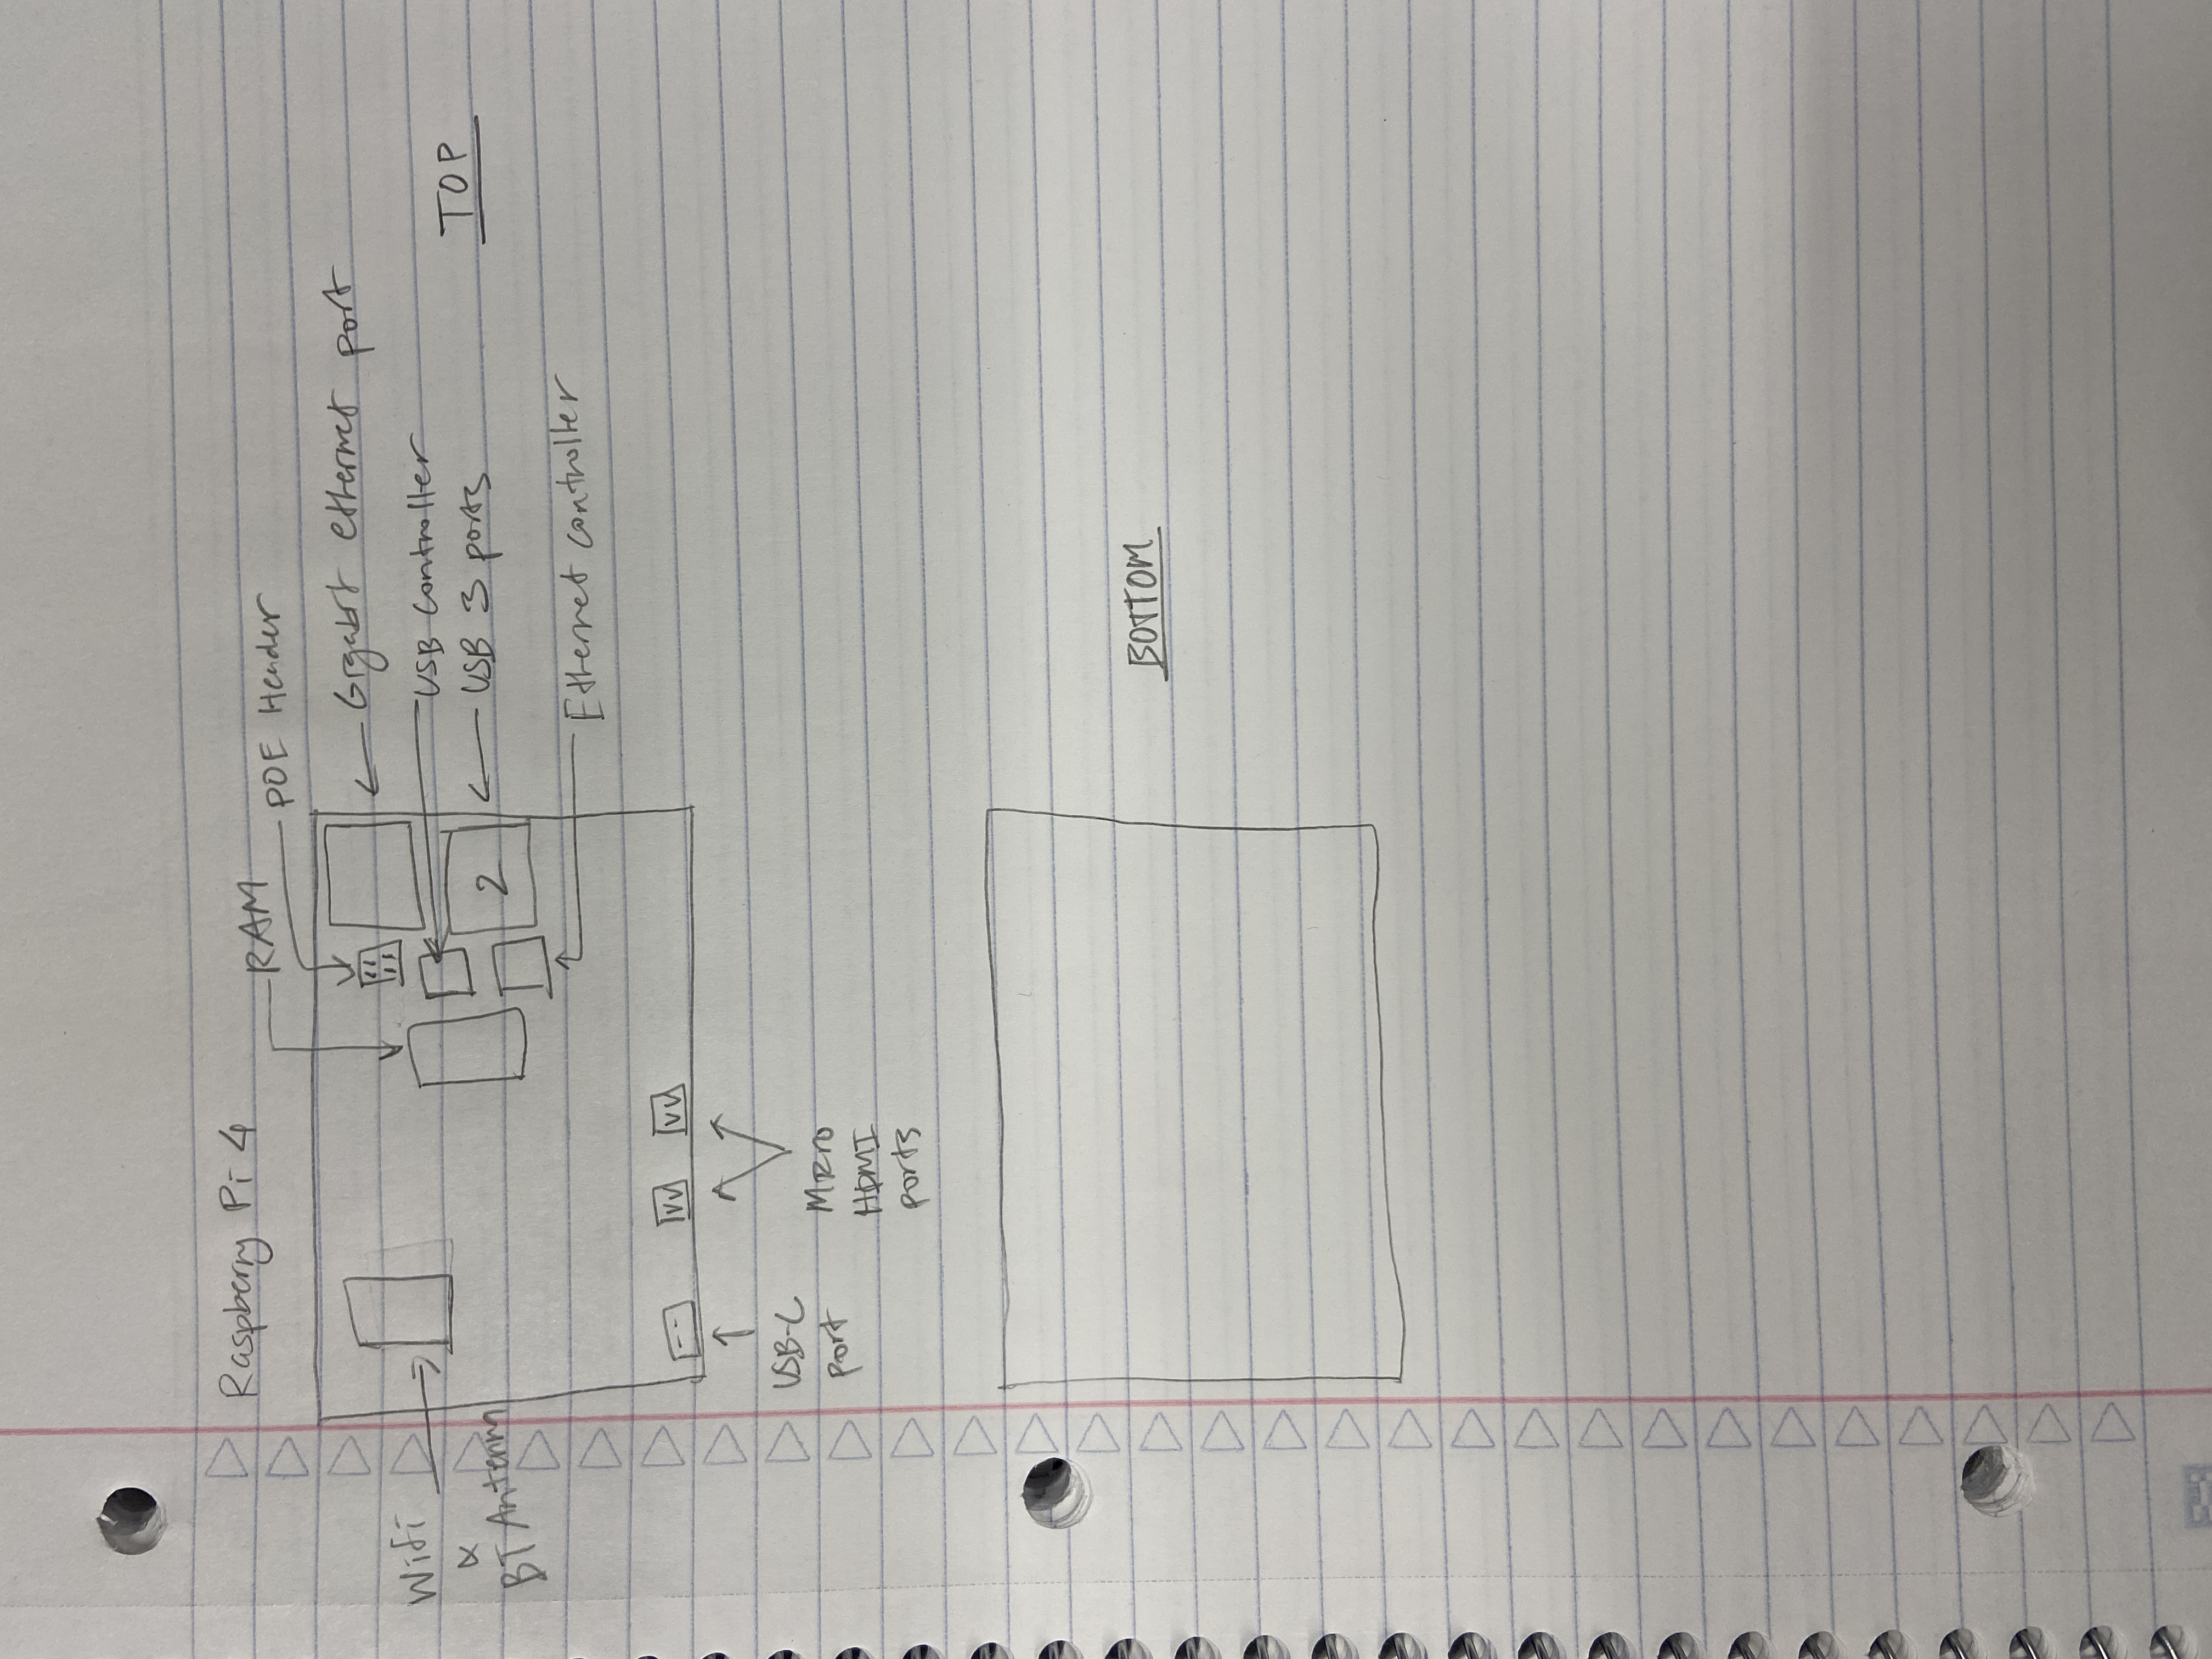 Raspberry Pi 4
RAM
POE Header
Gigabit ethernet port
Wifi
&
BT Antenna
USB Controller
USB 3 ports
2
TOP
Ethernet controller
USB-C
port
Micro
HDMI
ports
BOTTOM